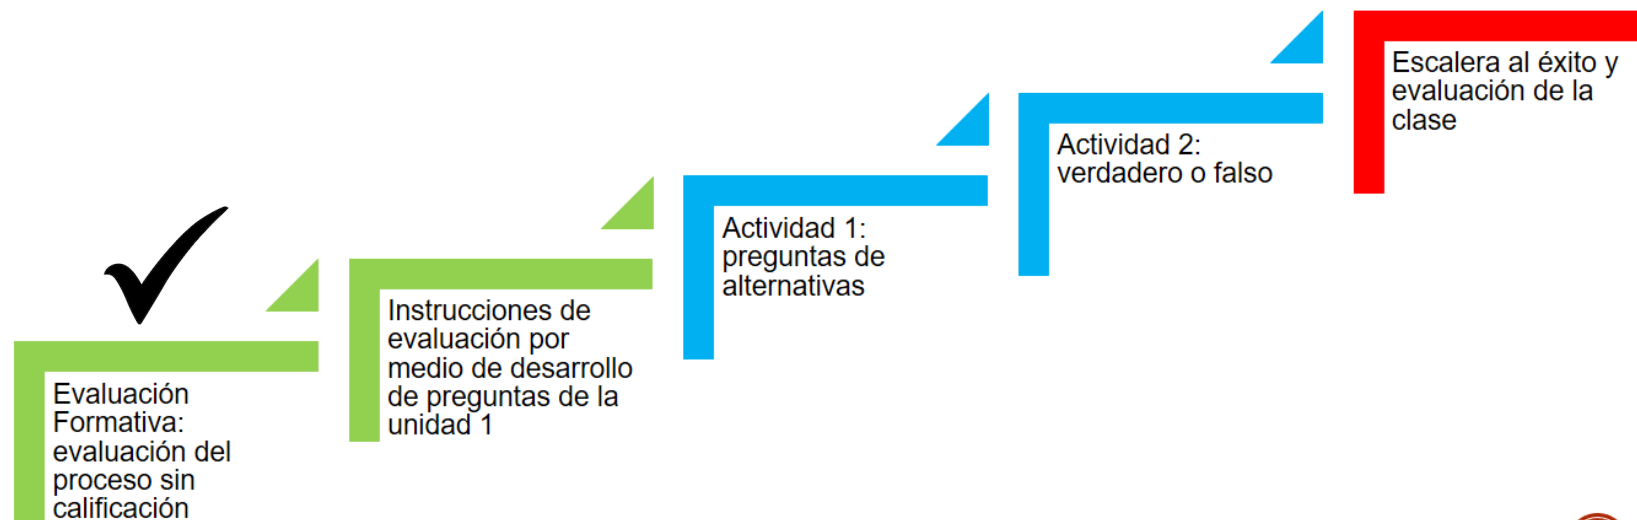 Evaluación
Formativa:
evaluación del
proceso sin
calificación
Instrucciones de
evaluación por
medio de desarrollo
de preguntas de la
unidad 1
Actividad 1:
preguntas de
alternativas
Actividad 2:
verdadero o falso
Escalera al éxito y
evaluación de la
clase